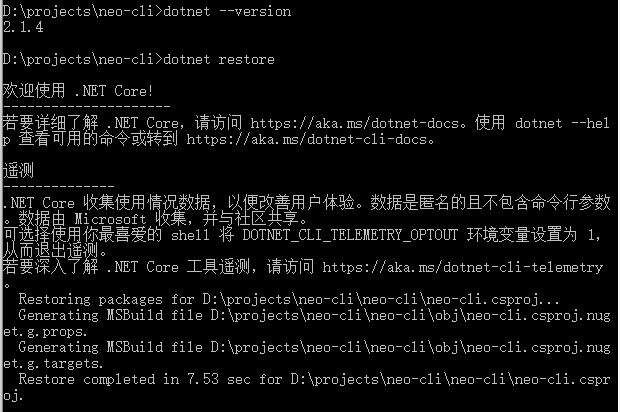 D:\projects\neo-cli>dotnet --version
2.1.4
D:\projects\neo-cli>dotnet restore
欢迎使用 .NET Core!
---------------------
若要详细了解 .NET Core，请访问 https://aka.ms/dotnet-docs。使用 dotnet --hel
p 查看可用的命令或转到 https://aka.ms/dotnet-cli-docs。
遥测
--------------
.NET Core 收集使用情况数据，以便改善用户体验。数据是匿名的且不包含命令行参数
。数据由 Microsoft 收集，并与社区共享。
可选择使用你最喜爱的 shell 将 DOTNET_CLI_TELEMETRY_OPTOUT 环境变量设置为 1，
从而退出遥测。
若要深入了解 .NET Core 工具遥测，请访问 https://aka.ms/dotnet-cli-telemetry
。
Restoring packages for D:\projects\neo-cli\neo-cli\neo-cli.csproj...
Generating MSBuild file D:\projects\neo-cli\neo-cli\obj\neo-cli.csproj.nug
et.g.props.
Generating MSBuild file D:\projects\neo-cli\neo-cli\obj\neo-cli.csproj.nug
et.g.targets.
Restore completed in 7.53 sec for D:\projects\neo-cli\neo-cli\neo-cli.cspr
oj.